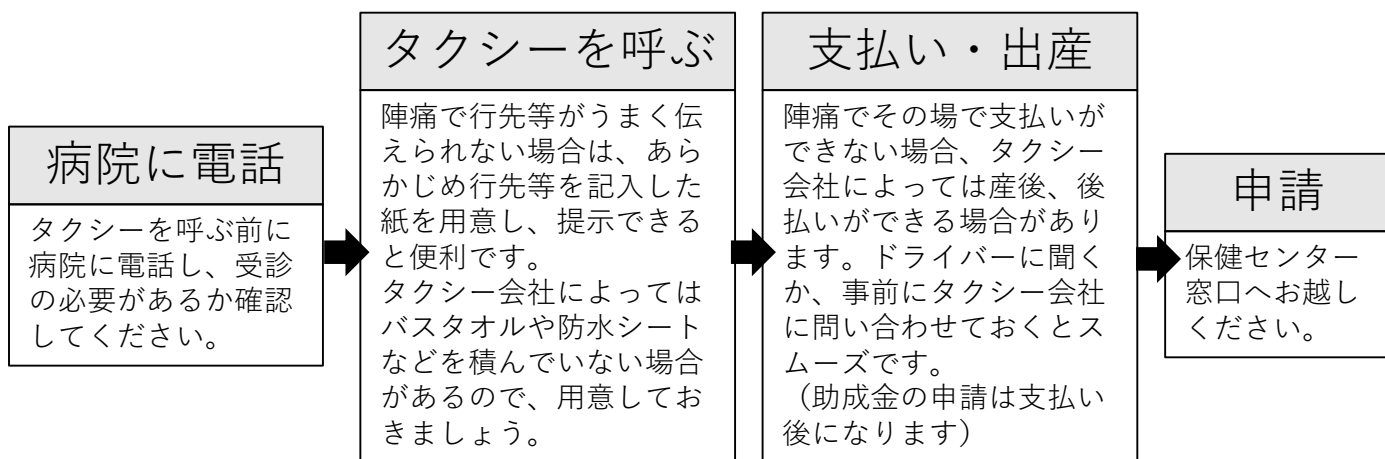 病院に電話
タクシーを呼ぶ前に
病院に電話し、受診
の必要があるか確認
してください。
タクシーを呼ぶ
陣痛で行先等がうまく伝
えられない場合は、あら
かじめ行先等を記入した
紙を用意し、提示できる
と便利です。
タクシー会社によっては
バスタオルや防水シート
などを積んでいない場合
があるので、用意してお
きましょう。
支払い・出産
陣痛でその場で支払いが
できない場合、タクシー
会社によっては産後、後
払いができる場合があり
ます。ドライバーに聞く
か、事前にタクシー会社
に問い合わせておくとス
ムーズです。
（助成金の申請は支払い
後になります）
申請
保健センター
窓口へお越し
ください。